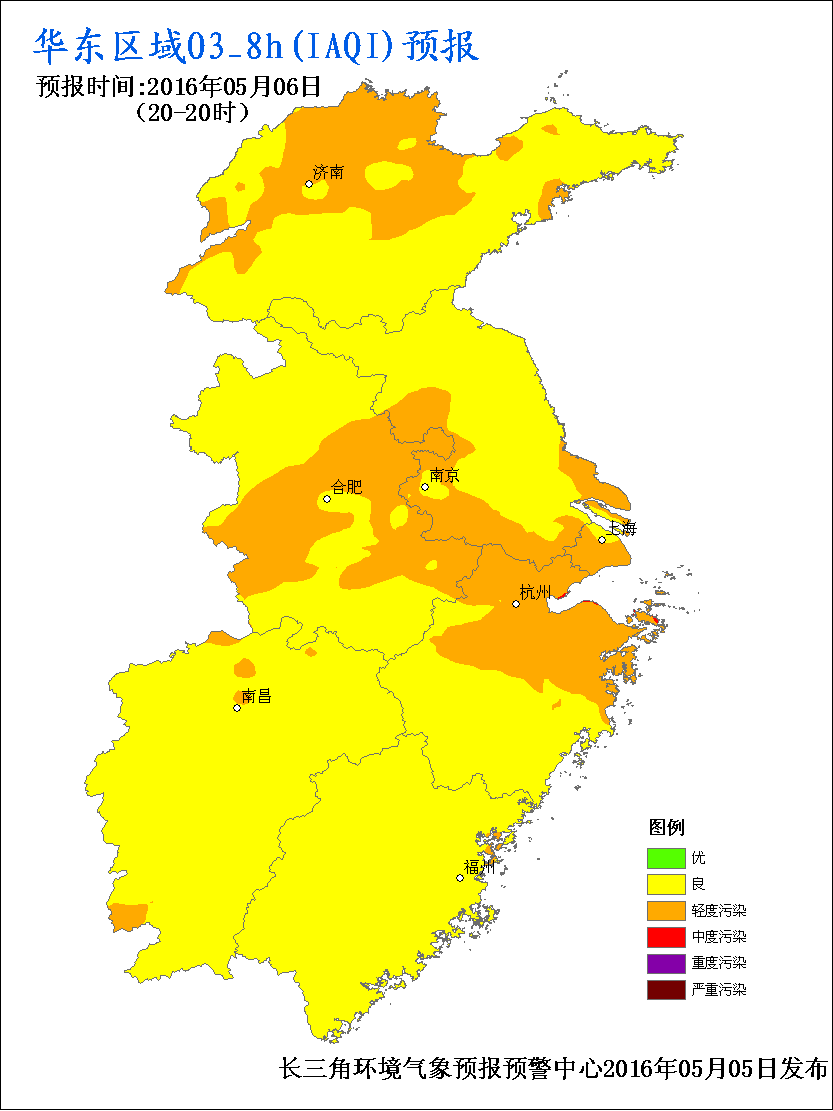 华东区域O3_8h(IAQI)预报
预报时间:2016年05月06日
(20-20时)
济南
南京
合肥
上海
杭州
南昌
福州
图例
优
良
轻度污染
中度污染
重度污染
严重污染
长三角环境气象预报预警中心2016年05月05日发布